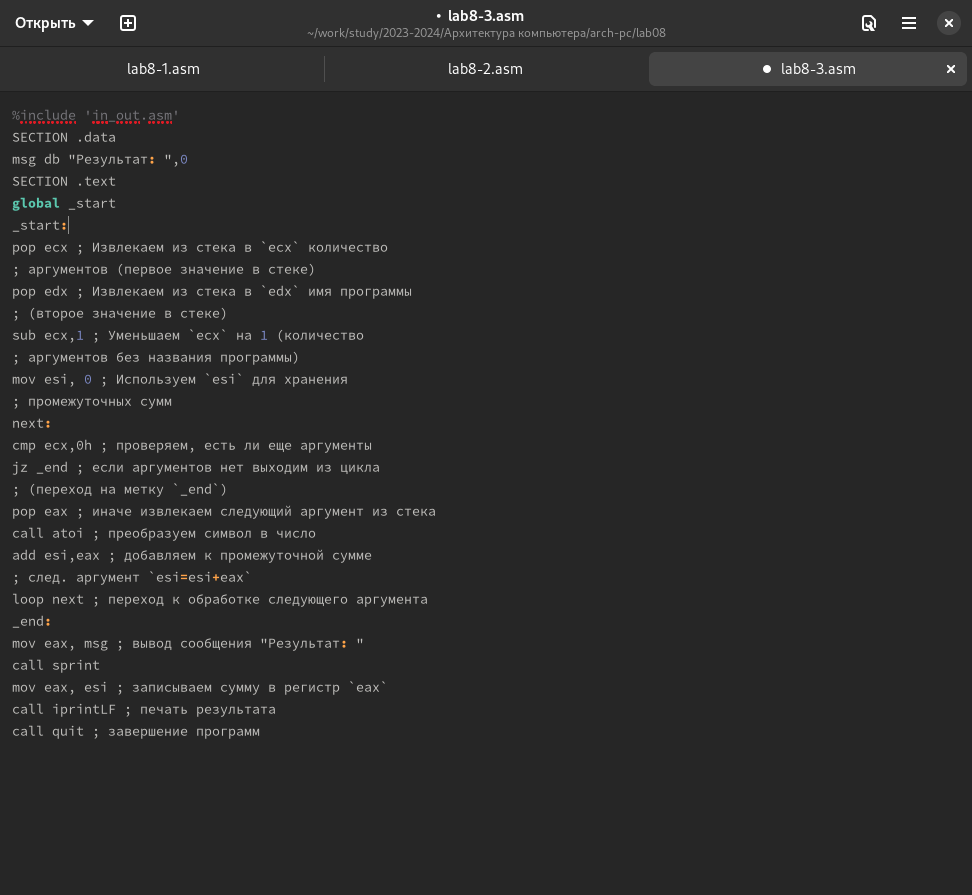 Открыть
• lab8-3.asm
~/work/study/2023-2024/Архитектура компьютера/arch-pc/lab08
lab8-1.asm
lab8-2.asm
● lab8-3.asm
%include 'in_out.asm'
SECTION .data
msg db "Результат: ",0
SECTION .text
global _start
_start:
pop ecx ; Извлекаем из стека в `ecx` количество
; аргументов (первое значение в стеке)
pop edx ; Извлекаем из стека в `edx` имя программы
; (второе значение в стеке)
sub ecx,1 ; Уменьшаем `ecx` на 1 (количество
; аргументов без названия программы)
mov esi, 0 ; Используем `esi` для хранения
; промежуточных сумм
next:
cmp ecx,0h ; проверяем, есть ли еще аргументы
jz _end ; если аргументов нет выходим из цикла
; (переход на метку `_end`)
pop eax ; иначе извлекаем следующий аргумент из стека
call atoi ; преобразуем символ в число
add esi,eax ; добавляем к промежуточной сумме
; след. аргумент `esi=esi+eax`
loop next ; переход к обработке следующего аргумента
_end:
mov eax, msg ; вывод сообщения "Результат: "
call sprint
mov eax, esi ; записываем сумму в регистр `eax`
call iprintLF ; печать результата
call quit ; завершение программ